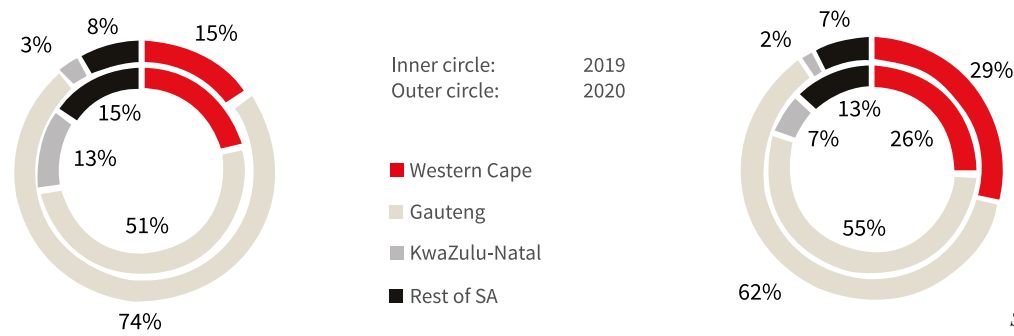 8%
15%
3%
15%
13%
51%
74%
Inner circle: 2019
Outer circle: 2020
Western Cape
Gauteng
KwaZulu-Natal
Rest of SA
7%
2%
29%
13%
7%
26%
55%
62%